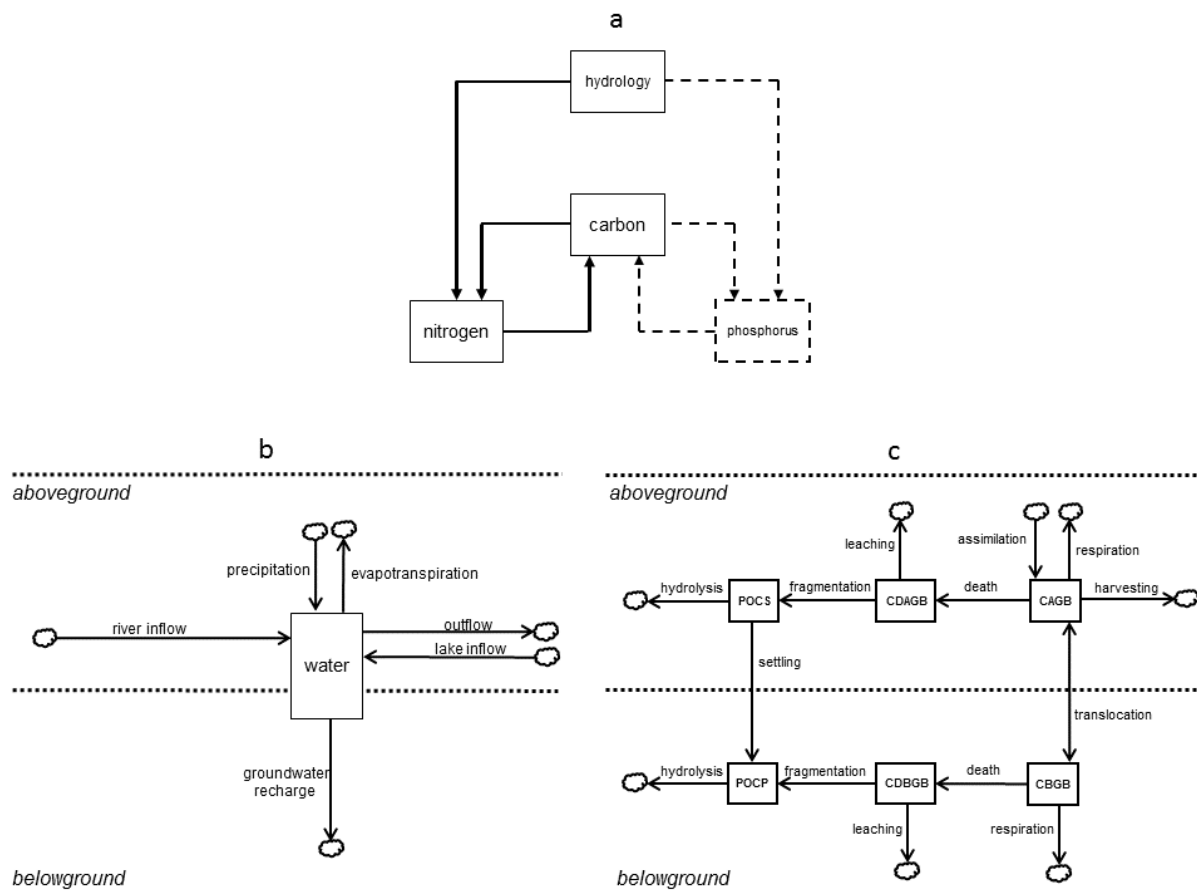 a
hydrology
carbon
nitrogen
phosphorus
b
aboveground
precipitation
evapotranspiration
river inflow
outflow
lake inflow
water
groundwater
recharge
belowground
c
aboveground
leaching
assimilation
respiration
hydrolysis
fragmentation
death
harvesting
POCS
CDAGB
CAGB
settling
translocation
hydrolysis
fragmentation
death
POCP
CDBGB
CBGB
leaching
respiration
belowground